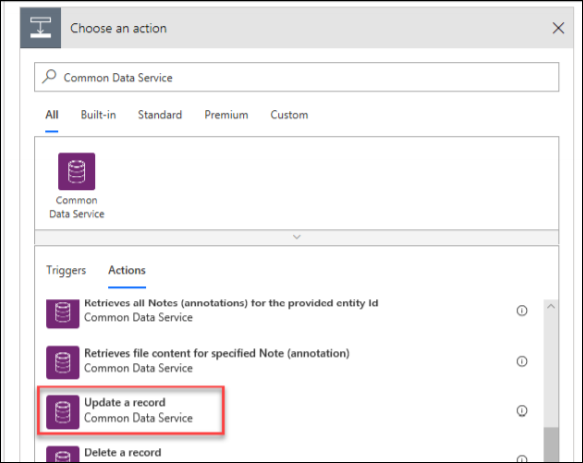 Choose an action
Common Data Service
All
Built-in
Standard
Premium
Custom
Common
Data Service
Triggers
Actions
Retrieves all Notes (annotations) for the provided entity Id
Common Data Service
Retrieves file content for specified Note (annotation)
Common Data Service
Update a record
Common Data Service
Delete a record